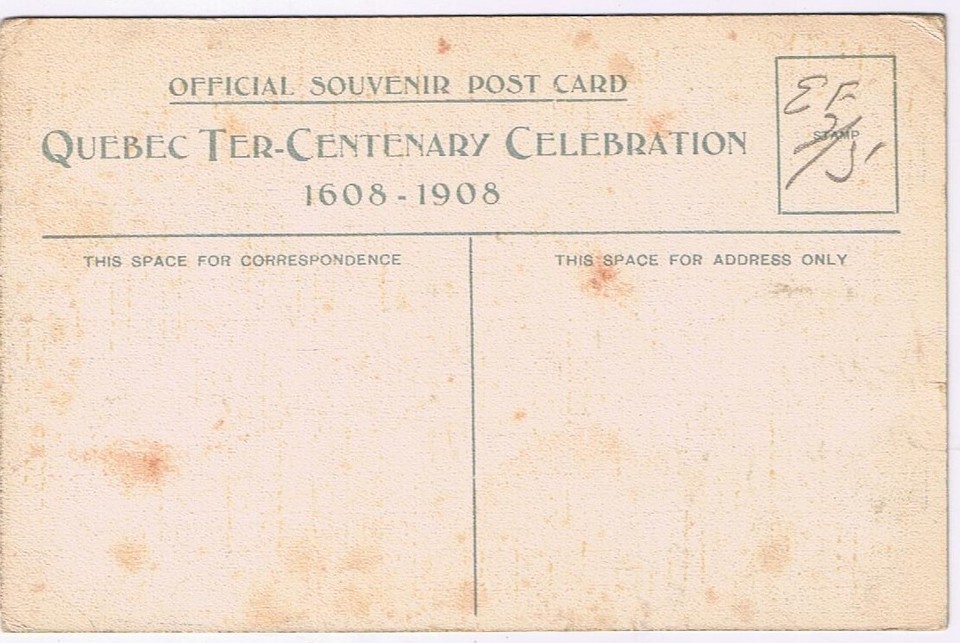 OFFICIAL SOUVENIR POST CARD
QUEBEC TER-CENTENARY CELEBRATION
1608-1908
STAMP
EF
THIS SPACE FOR CORRESPONDENCE
THIS SPACE FOR ADDRESS ONLY